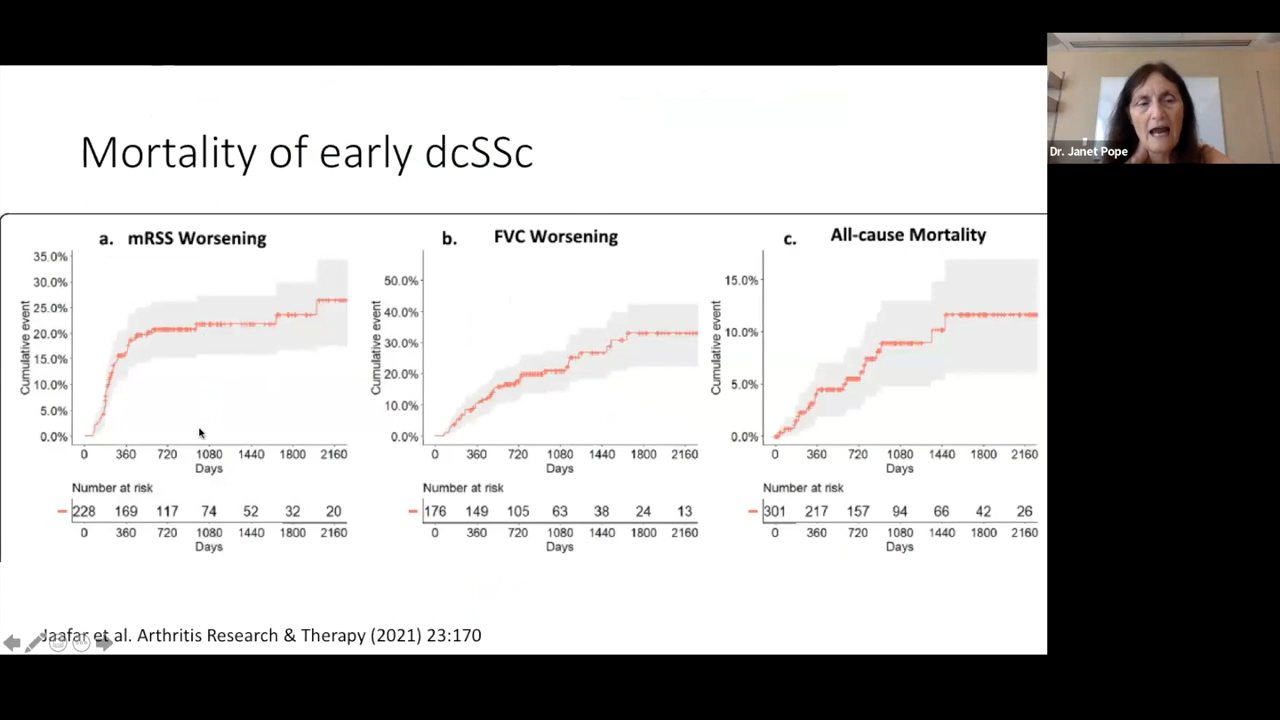 Mortality of early dcSSc
Dr. Janet Pope
a. mRSS Worsening
35.0%
30.0%
25.0%
20.0%
15.0%
10.0%
5.0%
0.0%
Cumulative event
0 360 720 1080 1440 1800 2160
Days
Number at risk
228 169 117 74 52 32 20
0 360 720 1080 1440 1800 2160
Days
b. FVC Worsening
50.0%
40.0%
30.0%
20.0%
10.0%
0.0%
Cumulative event
0 360 720 1080 1440 1800 2160
Days
Number at risk
176 149 105 63 38 24 13
0 360 720 1080 1440 1800 2160
Days
c. All-cause Mortality
15.0%
10.0%
5.0%
0.0%
Cumulative event
0 360 720 1080 1440 1800 2160
Days
Number at risk
301 217 157 94 66 42 26
0 360 720 1080 1440 1800 2160
Days
Jaafar et al. Arthritis Research & Therapy (2021) 23:170